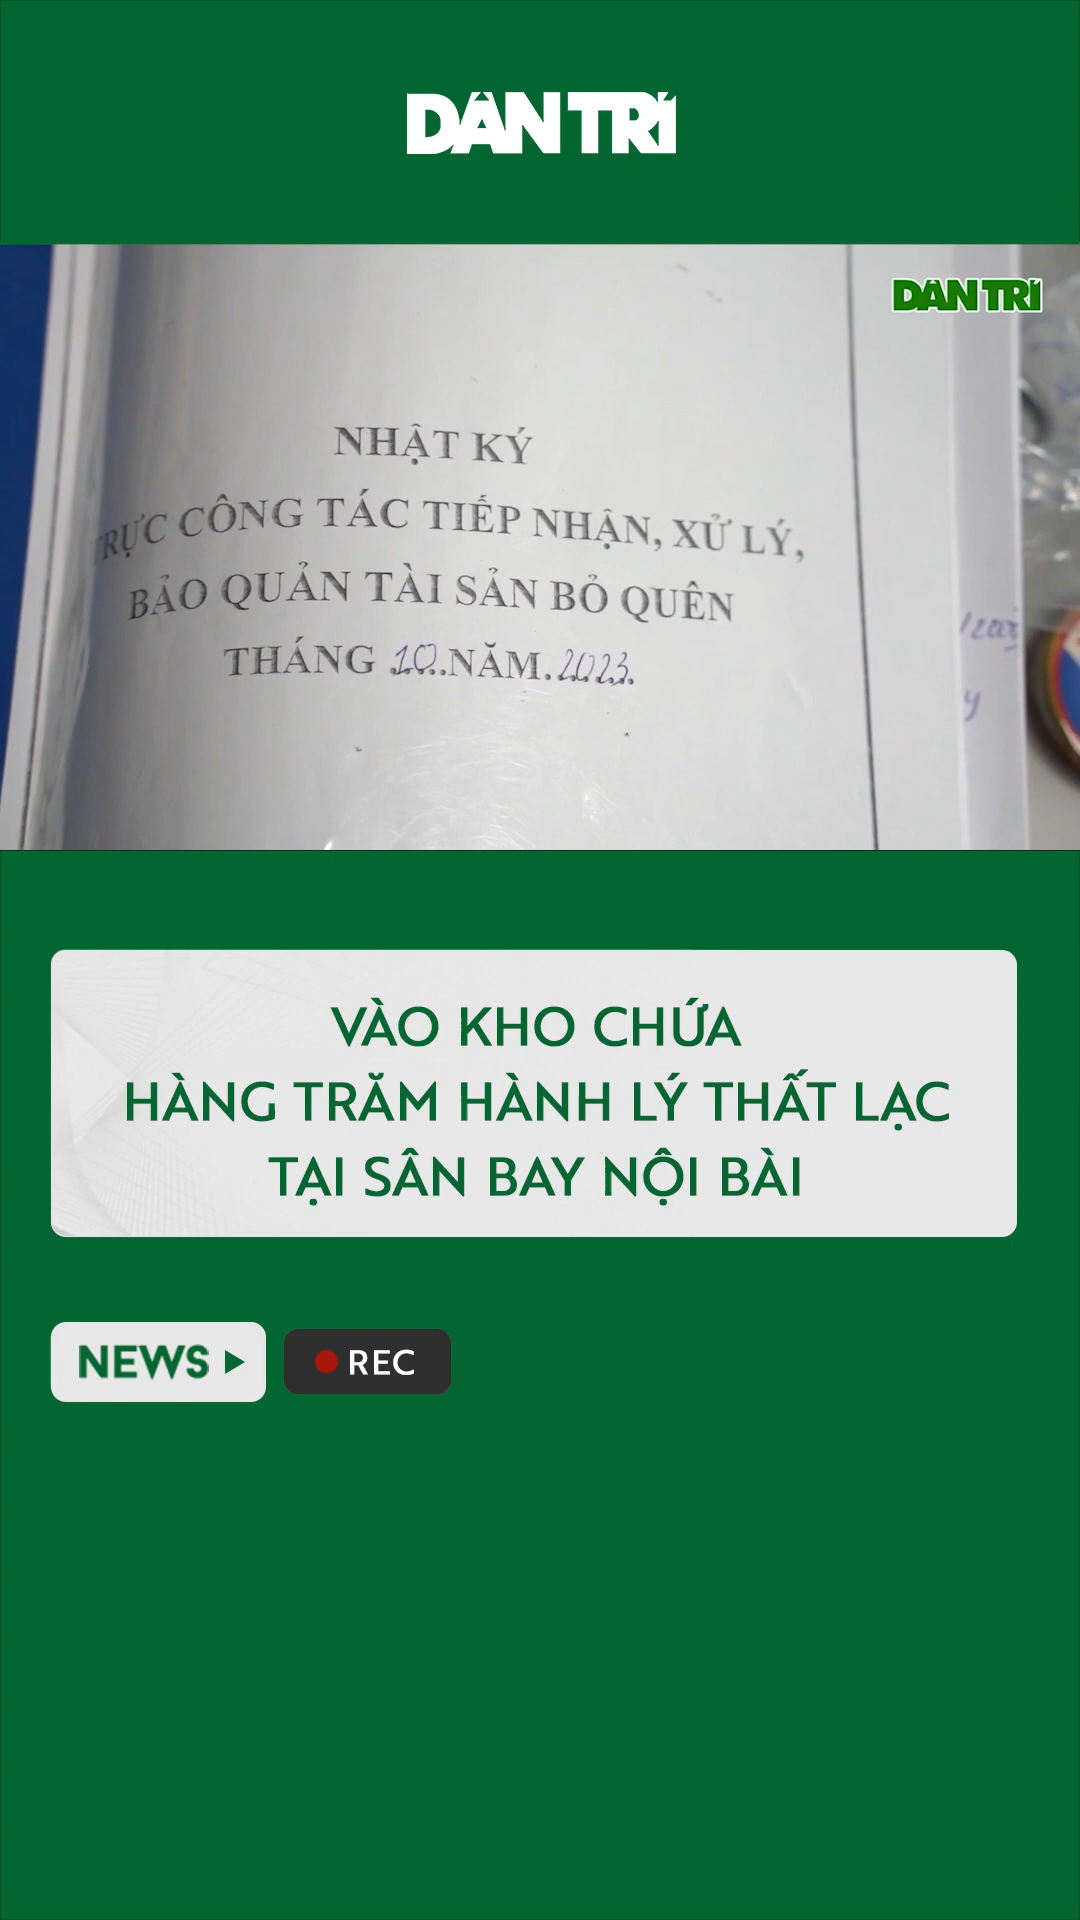 DÂN TRÍ
DÂN TRÍ
NHẬT KÝ
TRỰC CÔNG TÁC TIẾP NHẬN, XỬ LÝ,
BẢO QUẢN TÀI SẢN BỎ QUÊN
THÁNG 10..NĂM.2023.
VÀO KHO CHỨA
HÀNG TRĂM HÀNH LÝ THẤT LẠC
TẠI SÂN BAY NỘI BÀI
NEWS
REC